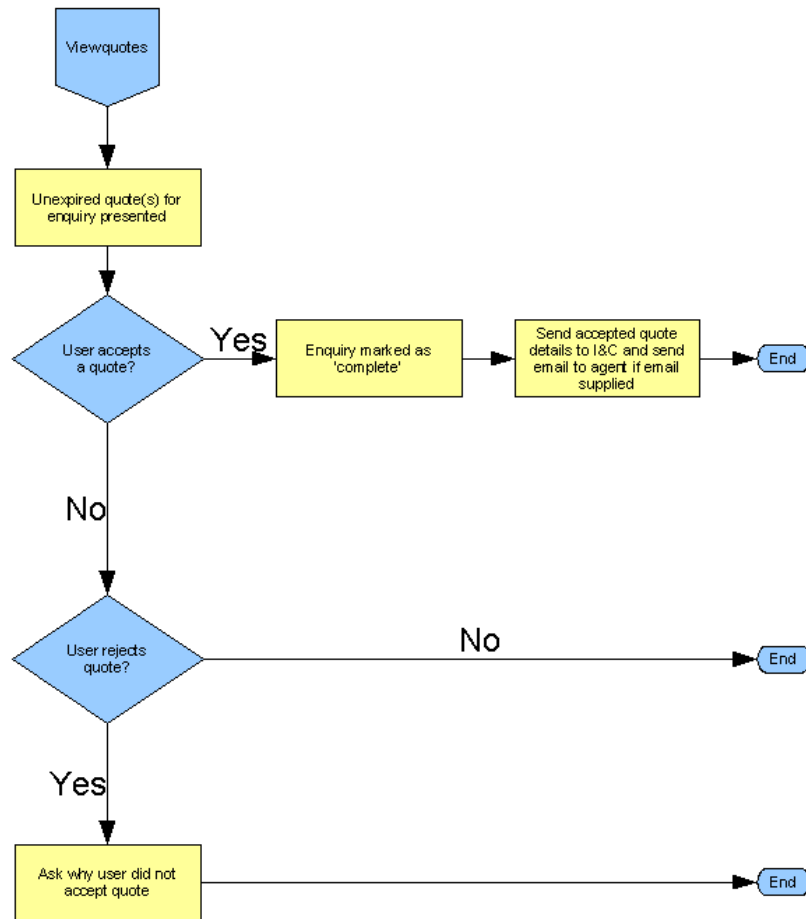 Viewquotes
Unexpired quote(s) for
enquiry presented
User accepts
a quote?
Yes
Enquiry marked as
'complete'
Send accepted quote
details to I&C and send
email to agent if email
supplied
End
No
User rejects
quote?
No
End
Yes
Ask why user did not
accept quote
End